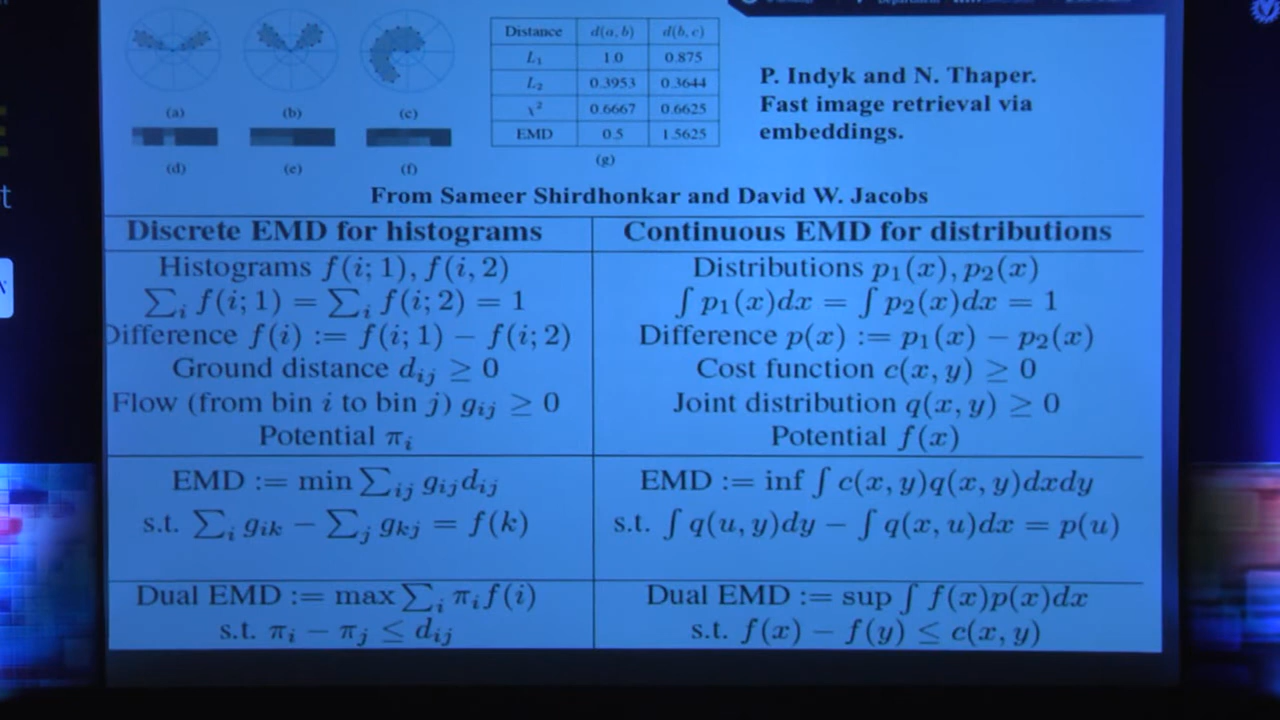 (a) (b) (c)
(d) (e) (f)
Distance d(a, b) d(b, c)
L₁ 1.0 0.875
L₂ 0.3953 0.3644
χ² 0.6667 0.6625
EMD 0.5 1.5625
(g)
P. Indyk and N. Thaper.
Fast image retrieval via
embeddings.
From Sameer Shirdhonkar and David W. Jacobs
Discrete EMD for histograms
Histograms f(i; 1), f(i, 2)
∑ᵢ f(i; 1) = ∑ᵢ f(i; 2) = 1
Difference f(i) := f(i; 1) − f(i; 2)
Ground distance dᵢⱼ ≥ 0
Flow (from bin i to bin j) gᵢⱼ ≥ 0
Potential πᵢ
EMD := min ∑ᵢⱼ gᵢⱼdᵢⱼ
s.t. ∑ᵢ gᵢₖ − ∑ⱼ gₖⱼ = f(k)
Dual EMD := max ∑ᵢ πᵢf(i)
s.t. πᵢ − πⱼ ≤ dᵢⱼ
Continuous EMD for distributions
Distributions p₁(x), p₂(x)
∫ p₁(x)dx = ∫ p₂(x)dx = 1
Difference p(x) := p₁(x) − p₂(x)
Cost function c(x, y) ≥ 0
Joint distribution q(x, y) ≥ 0
Potential f(x)
EMD := inf ∫ c(x, y)q(x, y)dxdy
s.t. ∫ q(u, y)dy − ∫ q(x, u)dx = p(u)
Dual EMD := sup ∫ f(x)p(x)dx
s.t. f(x) − f(y) ≤ c(x, y)